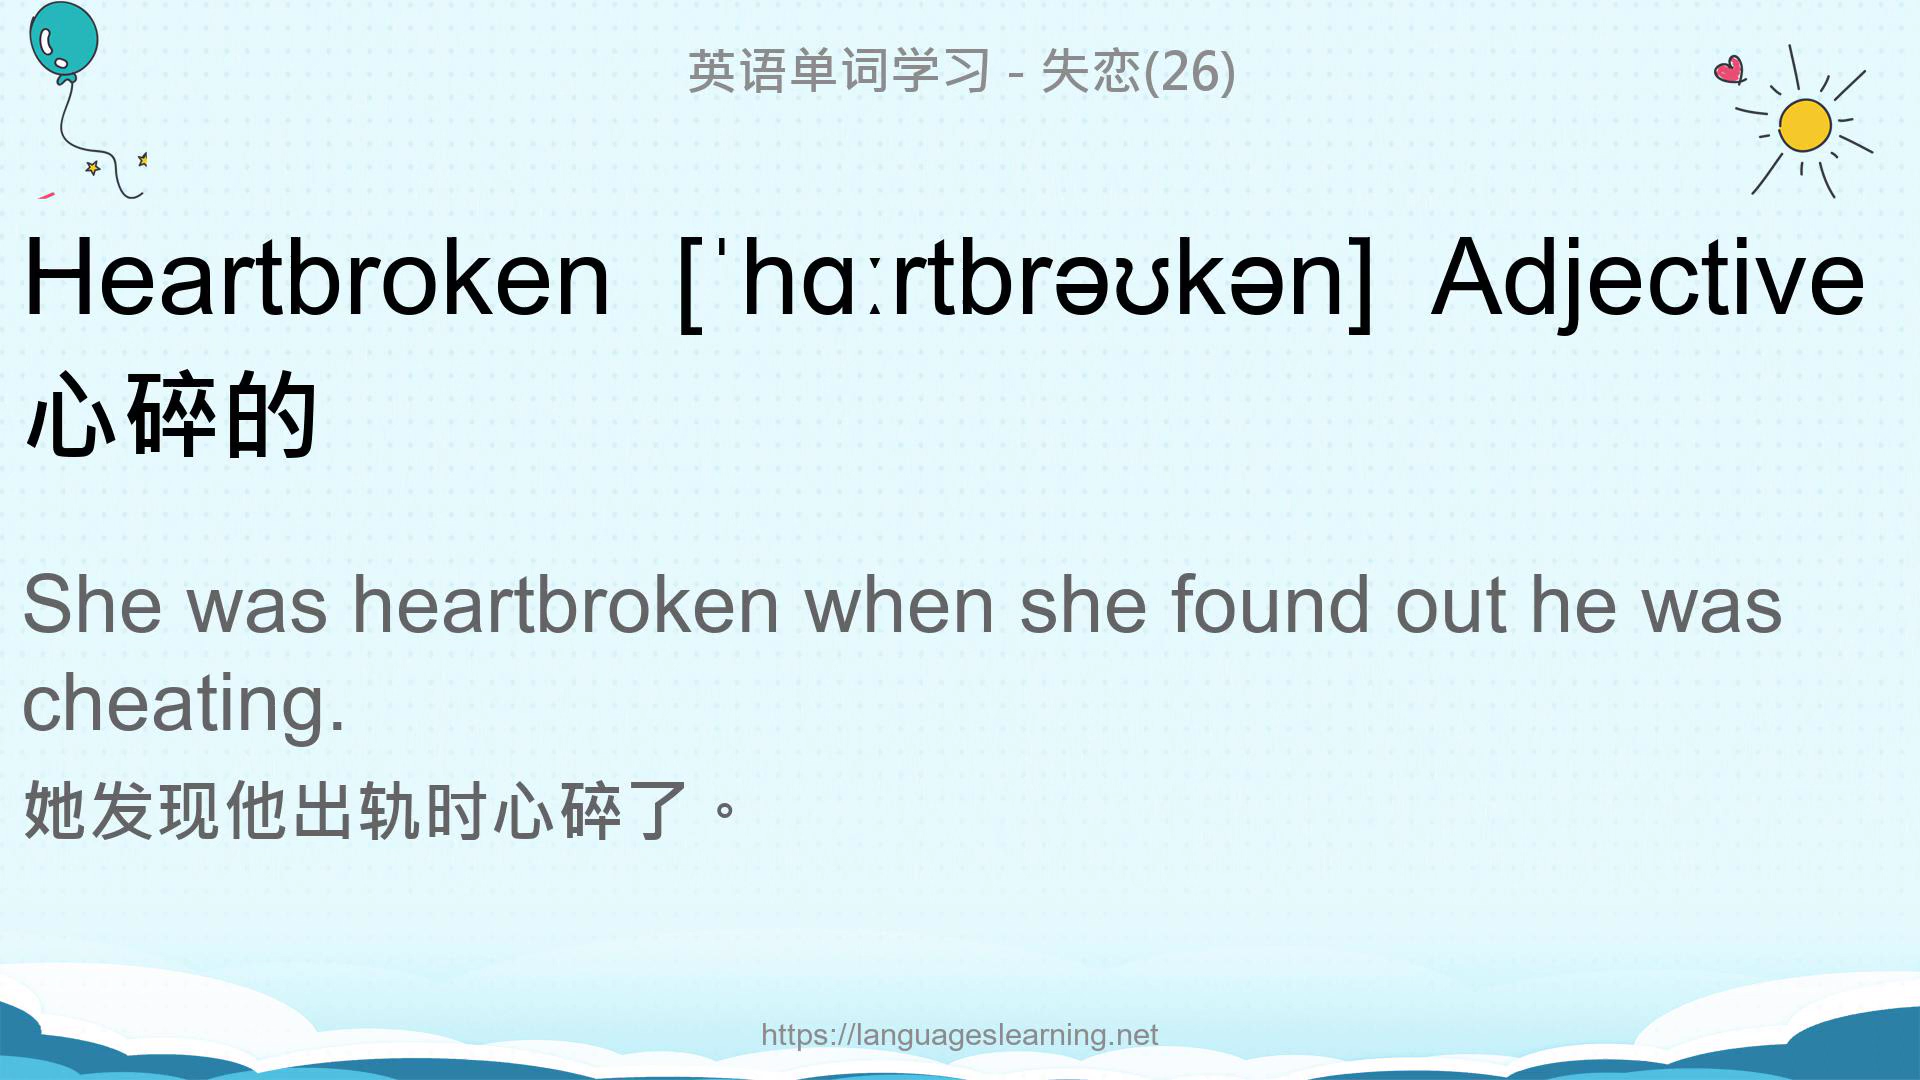 英语单词学习 - 失恋(26)
Heartbroken [ˈhɑːrtbrəʊkən] Adjective
心碎的
She was heartbroken when she found out he was
cheating.
她发现他出轨时心碎了。
https://languageslearning.net